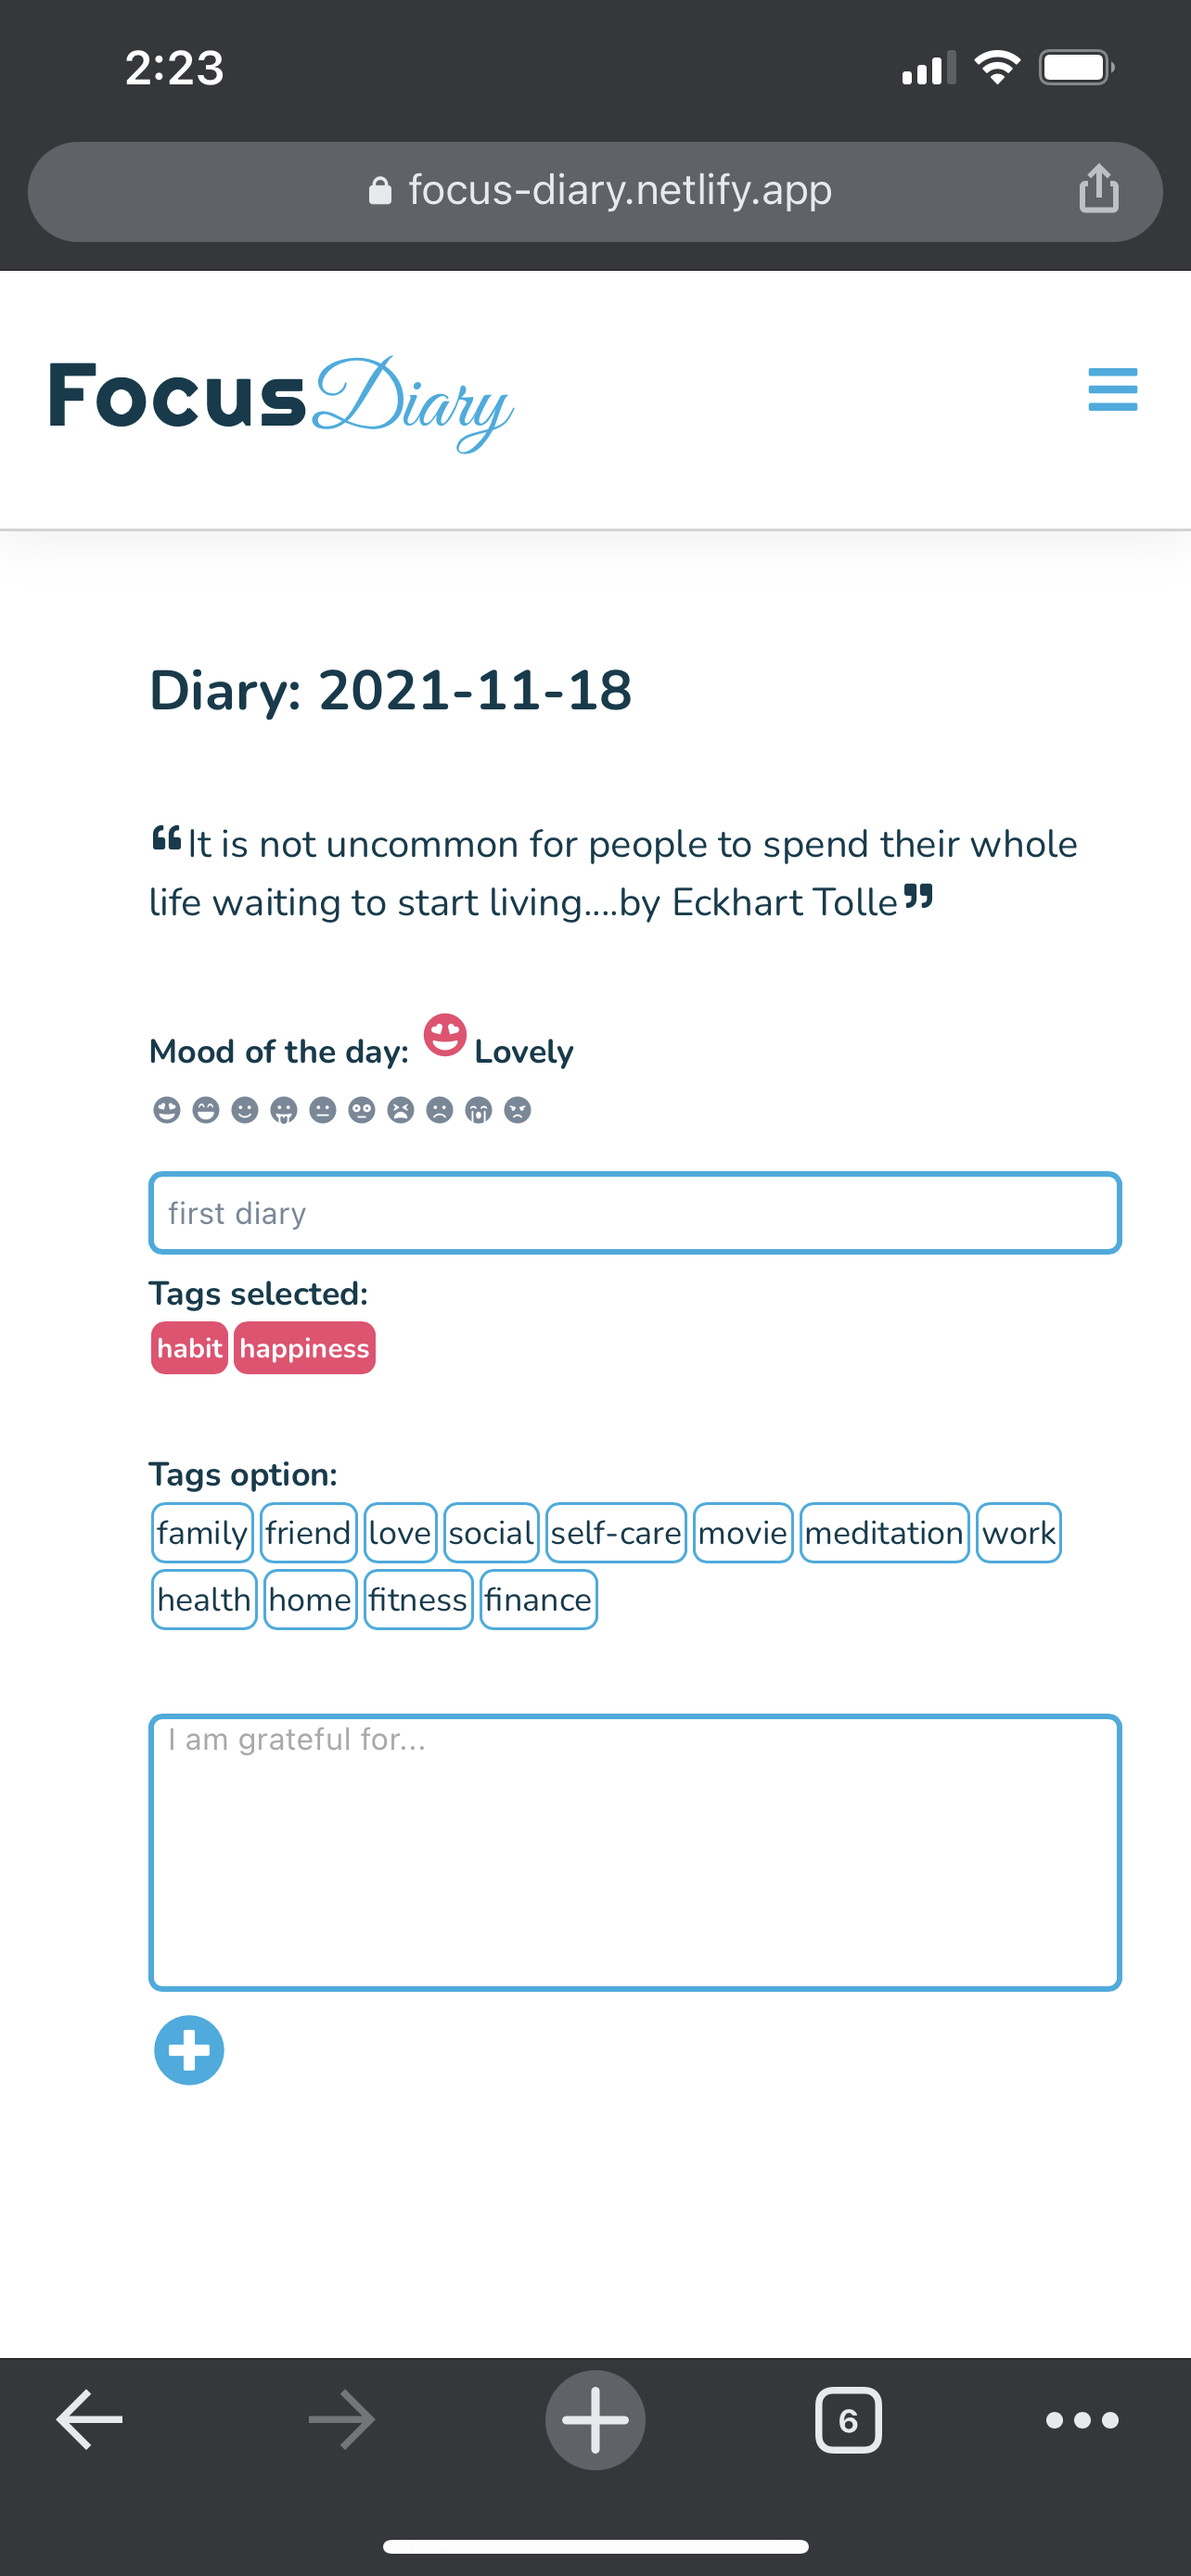 2:23
focus-diary.netlify.app
Focus Diary
Diary: 2021-11-18
❝It is not uncommon for people to spend their whole
life waiting to start living....by Eckhart Tolle❞
Mood of the day: Lovely
first diary
Tags selected:
habit happiness
Tags option:
family friend love social self-care movie meditation work
health home fitness finance
I am grateful for...
6